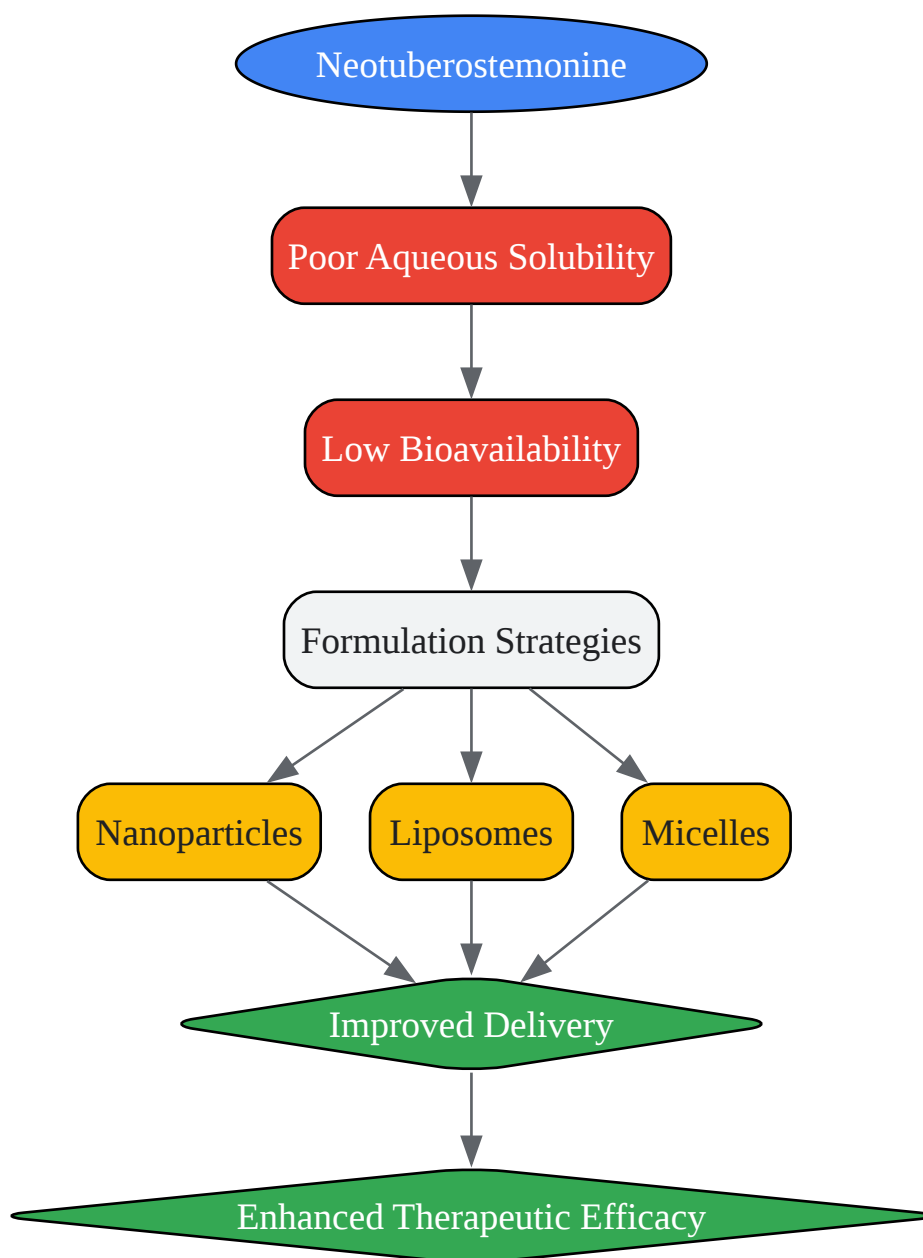 Neotuberostemonine
Poor Aqueous Solubility
Low Bioavailability
Formulation Strategies
Nanoparticles
Liposomes
Micelles
Improved Delivery
Enhanced Therapeutic Efficacy